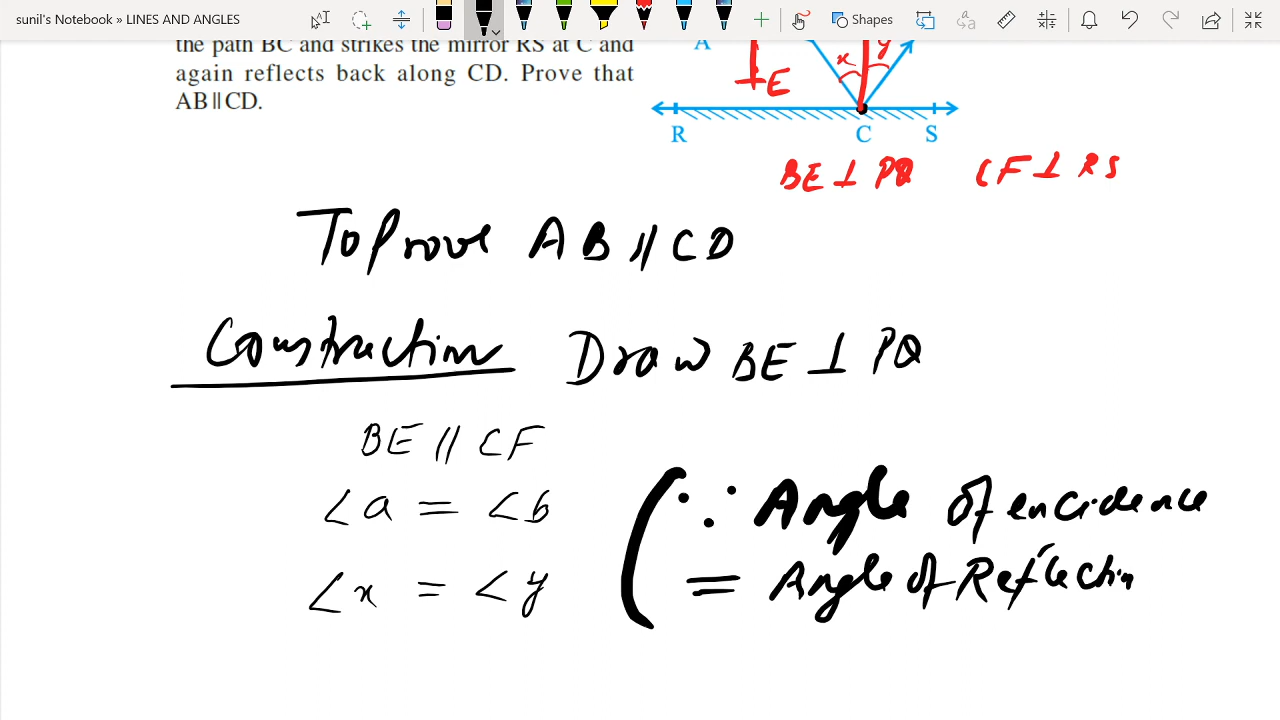 sunil's Notebook » LINES AND ANGLES
Shapes
the path BC and strikes the mirror RS at C and
again reflects back along CD. Prove that
AB || CD.
A
E
x y
R C S
BE ⊥ PQ CF ⊥ RS
To Prove AB // CD
Construction Draw BE ⊥ PQ
BE // CF
∠a = ∠b (∵ Angle of encidence
∠x = ∠y = Angle of Reflectin